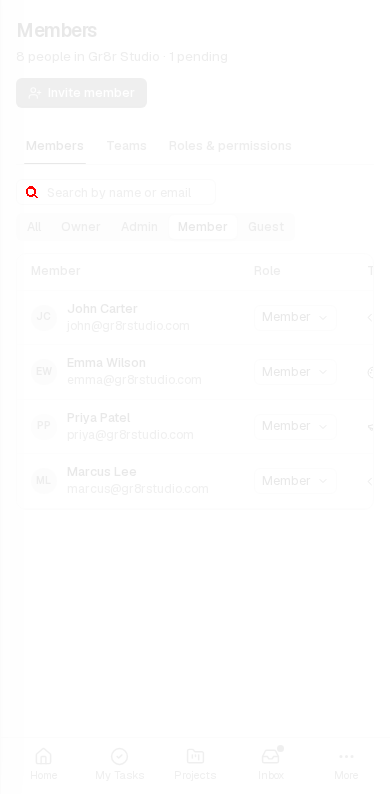 Members
8 people in Gr8r Studio · 1 pending
Invite member
Members Teams Roles & permissions
Search by name or email
All Owner Admin Member Guest
Member Role T
JC John Carter Member
john@gr8rstudio.com
EW Emma Wilson Member
emma@gr8rstudio.com
PP Priya Patel Member
priya@gr8rstudio.com
ML Marcus Lee Member
marcus@gr8rstudio.com
Home My Tasks Projects Inbox More